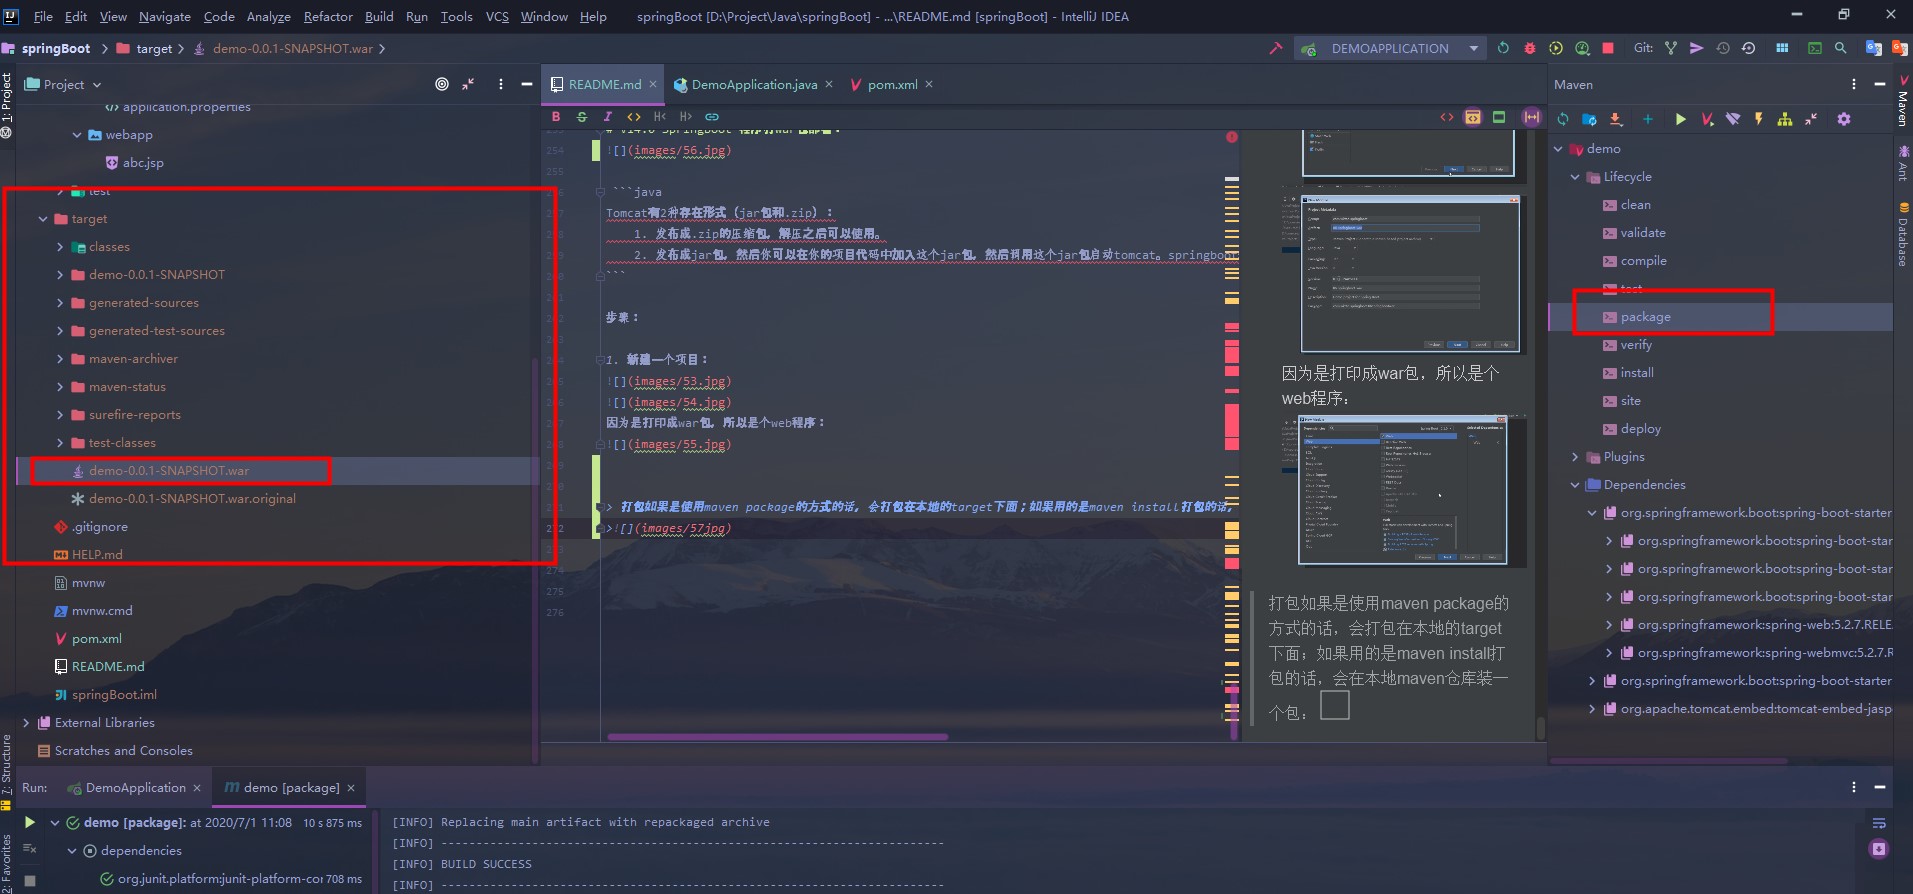 File Edit View Navigate Code Analyze Refactor Build Run Tools VCS Window Help springBoot [D:\Project\Java\springBoot] - ...\README.md [springBoot] - IntelliJ IDEA
springBoot target demo-0.0.1-SNAPSHOT.war DEMOAPPLICATION Git:
1: Project
Project
application.properties
webapp
abc.jsp
test
target
classes
demo-0.0.1-SNAPSHOT
generated-sources
generated-test-sources
maven-archiver
maven-status
surefire-reports
test-classes
demo-0.0.1-SNAPSHOT.war
demo-0.0.1-SNAPSHOT.war.original
.gitignore
HELP.md
mvnw
mvnw.cmd
pom.xml
README.md
springBoot.iml
External Libraries
Scratches and Consoles
7: Structure
2: Favorites
README.md DemoApplication.java pom.xml
B S I <> H< H>
# v14.0 SpringBoot 程序打war包部署：
254 ![](images/56.jpg)
255
```java
Tomcat有2种存在形式（jar包和.zip）：
1. 发布成.zip的压缩包，解压之后可以使用。
2. 发布成jar包，然后你可以在你的项目代码中加入这个jar包，然后调用这个jar包启动tomcat。springboot
```
步骤：
1. 新建一个项目：
![](images/53.jpg)
![](images/54.jpg)
因为是打印成war包，所以是个web程序：
![](images/55.jpg)
> 打包如果是使用maven package的方式的话，会打包在本地的target下面；如果用的是maven install打包的话，
272 >![](images/57jpg)
273
274
275
276
因为是打印成war包，所以是个
web程序：
打包如果是使用maven package的
方式的话，会打包在本地的target
下面；如果用的是maven install打
包的话，会在本地maven仓库装一
个包：
Maven
demo
Lifecycle
clean
validate
compile
test
package
verify
install
site
deploy
Plugins
Dependencies
org.springframework.boot:spring-boot-starter
org.springframework.boot:spring-boot-star
org.springframework.boot:spring-boot-star
org.springframework.boot:spring-boot-star
org.springframework:spring-web:5.2.7.RELE
org.springframework:spring-webmvc:5.2.7.R
org.springframework.boot:spring-boot-starter
org.apache.tomcat.embed:tomcat-embed-jasp
Maven
Ant
Database
Run: DemoApplication demo [package]
demo [package]: at 2020/7/1 11:08 10 s 875 ms
dependencies
org.junit.platform:junit-platform-cor 708 ms
[INFO] Replacing main artifact with repackaged archive
[INFO] ------------------------------------------------------------------------
[INFO] BUILD SUCCESS
[INFO] ------------------------------------------------------------------------